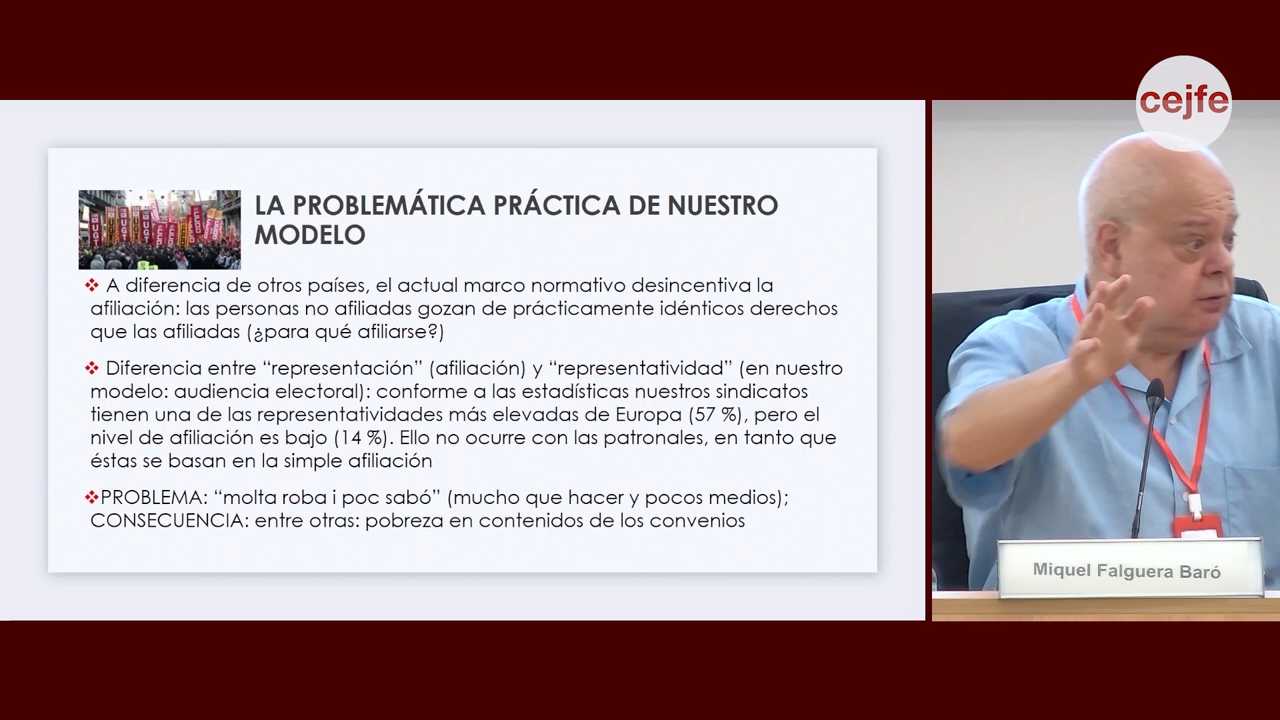 cejfe
LA PROBLEMÁTICA PRÁCTICA DE NUESTRO
MODELO
❖ A diferencia de otros países, el actual marco normativo desincentiva la
afiliación: las personas no afiliadas gozan de prácticamente idénticos derechos
que las afiliadas (¿para qué afiliarse?)
❖ Diferencia entre “representación” (afiliación) y “representatividad” (en nuestro
modelo: audiencia electoral): conforme a las estadísticas nuestros sindicatos
tienen una de las representatividades más elevadas de Europa (57 %), pero el
nivel de afiliación es bajo (14 %). Ello no ocurre con las patronales, en tanto que
éstas se basan en la simple afiliación
❖PROBLEMA: “molta roba i poc sabó” (mucho que hacer y pocos medios);
CONSECUENCIA: entre otras: pobreza en contenidos de los convenios
UGT
UGT
UGT
Miquel Falguera Baró